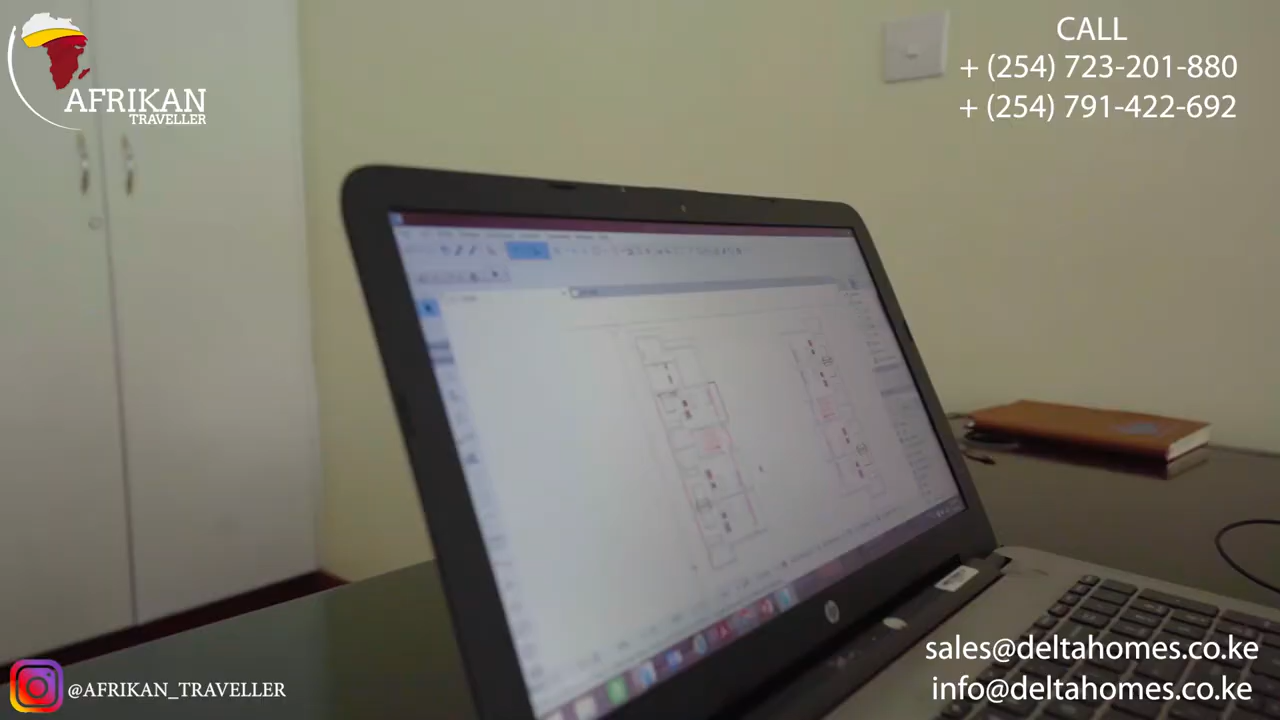 AFRIKAN
TRAVELLER
CALL
+ (254) 723-201-880
+ (254) 791-422-692
hp
sales@deltahomes.co.ke
info@deltahomes.co.ke
@AFRIKAN_TRAVELLER